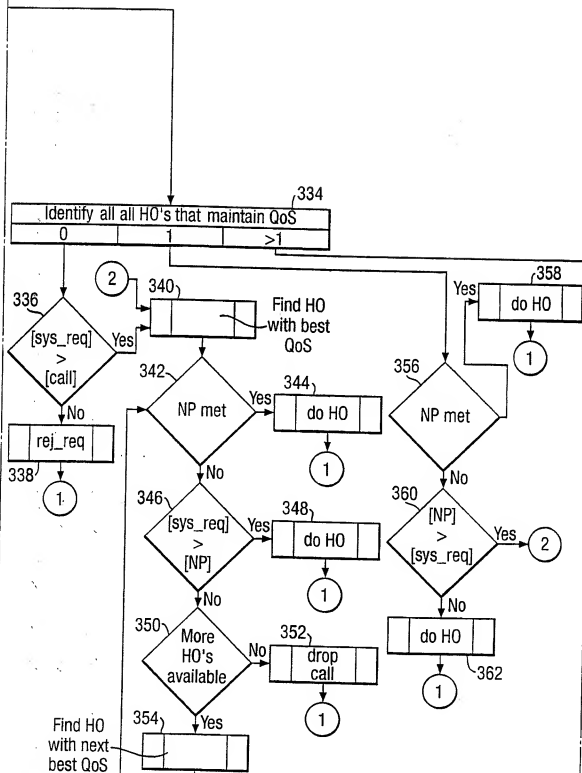 334
Identify all all HO's that maintain QoS
0
1
>1
2
336
[sys_req]
>
[call]
Yes
No
rej_req
338
1
340
Find HO
with best
QoS
342
NP met
Yes
No
344
do HO
1
346
[sys_req]
>
[NP]
Yes
No
348
do HO
1
350
More
HO's
available
No
Yes
352
drop
call
1
354
Find HO
with next
best QoS
356
NP met
Yes
No
358
do HO
1
360
[NP]
>
[sys_req]
Yes
2
No
do HO
362
1